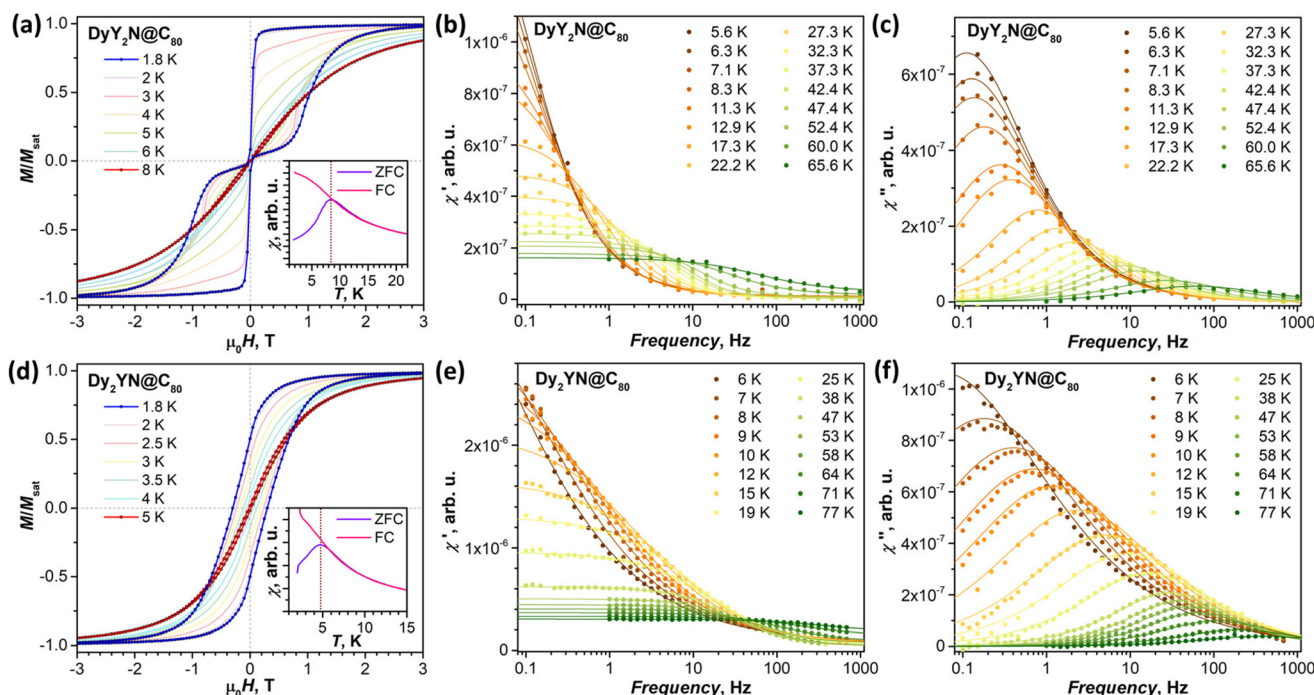 (a)
DyY₂N@C₈₀
1.8 K
2 K
3 K
4 K
5 K
6 K
8 K
M/M_sat
1.0
0.5
0.0
-0.5
-1.0
-3 -2 -1 0 1 2 3
μ₀H, T
ZFC
FC
χ, arb. u.
5 10 15 20
T, K
(b)
DyY₂N@C₈₀
5.6 K 27.3 K
6.3 K 32.3 K
7.1 K 37.3 K
8.3 K 42.4 K
11.3 K 47.4 K
12.9 K 52.4 K
17.3 K 60.0 K
22.2 K 65.6 K
χ', arb. u.
1x10⁻⁶
8x10⁻⁷
6x10⁻⁷
4x10⁻⁷
2x10⁻⁷
0
0.1 1 10 100 1000
Frequency, Hz
(c)
DyY₂N@C₈₀
5.6 K 27.3 K
6.3 K 32.3 K
7.1 K 37.3 K
8.3 K 42.4 K
11.3 K 47.4 K
12.9 K 52.4 K
17.3 K 60.0 K
22.2 K 65.6 K
χ'', arb. u.
6x10⁻⁷
4x10⁻⁷
2x10⁻⁷
0
0.1 1 10 100 1000
Frequency, Hz
(d)
Dy₂YN@C₈₀
1.8 K
2 K
2.5 K
3 K
3.5 K
4 K
5 K
M/M_sat
1.0
0.5
0.0
-0.5
-1.0
-3 -2 -1 0 1 2 3
μ₀H, T
ZFC
FC
χ, arb. u.
5 10 15
T, K
(e)
Dy₂YN@C₈₀
6 K 25 K
7 K 38 K
8 K 47 K
9 K 53 K
10 K 58 K
12 K 64 K
15 K 71 K
19 K 77 K
χ', arb. u.
2x10⁻⁶
1x10⁻⁶
0
0.1 1 10 100 1000
Frequency, Hz
(f)
Dy₂YN@C₈₀
6 K 25 K
7 K 38 K
8 K 47 K
9 K 53 K
10 K 58 K
12 K 64 K
15 K 71 K
19 K 77 K
χ'', arb. u.
1x10⁻⁶
8x10⁻⁷
6x10⁻⁷
4x10⁻⁷
2x10⁻⁷
0
0.1 1 10 100 1000
Frequency, Hz